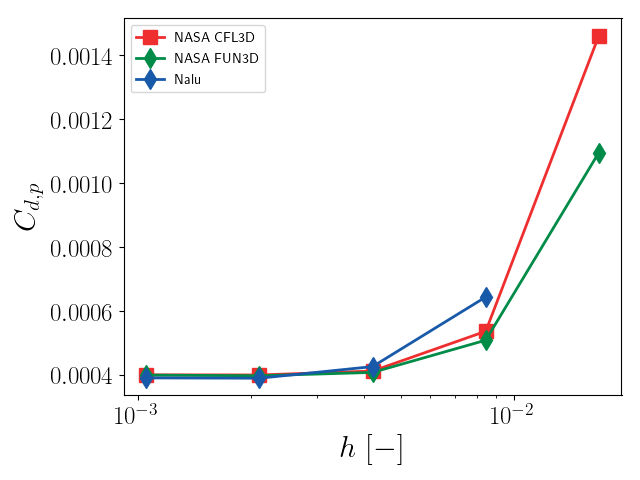 NASA CFL3D
NASA FUN3D
Nalu
0.0014
0.0012
0.0010
0.0008
0.0006
0.0004
C_{d,p}
10^{-3}
10^{-2}
h [−]